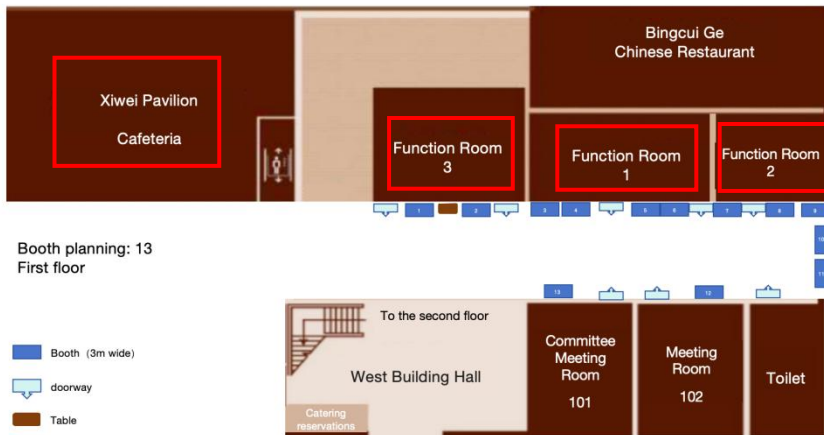 Bingcui Ge
Chinese Restaurant
Xiwei Pavilion
Cafeteria
Function Room
3
Function Room
1
Function Room
2
1
2
3
4
5
6
7
8
9
10
11
Booth planning: 13
First floor
13
12
To the second floor
Booth（3m wide）
doorway
Table
West Building Hall
Catering
reservations
Committee
Meeting
Room
101
Meeting
Room
102
Toilet